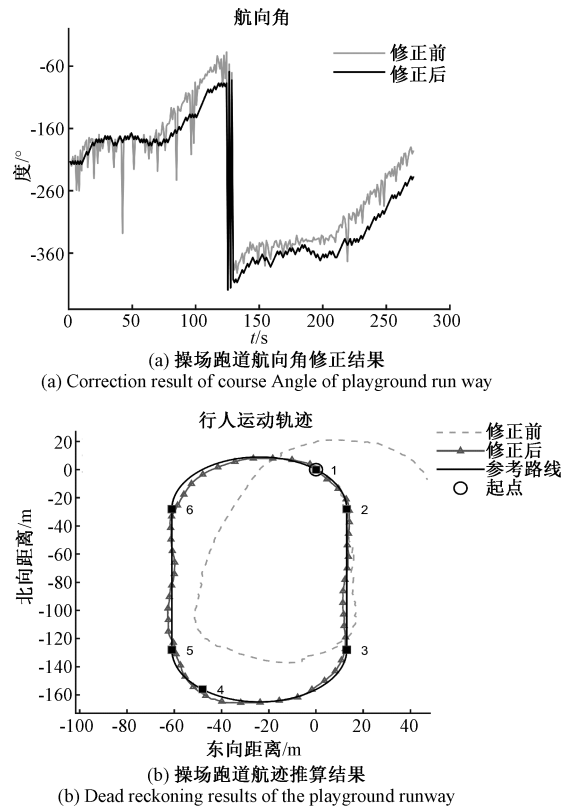 航向角
修正前
修正后
-60
-160
-260
-360
度/°
0 50 100 150 200 250 300
t/s
(a) 操场跑道航向角修正结果
(a) Correction result of course Angle of playground run way
行人运动轨迹
修正前
修正后
参考路线
起点
20
0
-20
-40
-60
-80
-100
-120
-140
-160
北向距离/m
1
2
3
4
5
6
-100 -80 -60 -40 -20 0 20 40
东向距离/m
(b) 操场跑道航迹推算结果
(b) Dead reckoning results of the playground runway